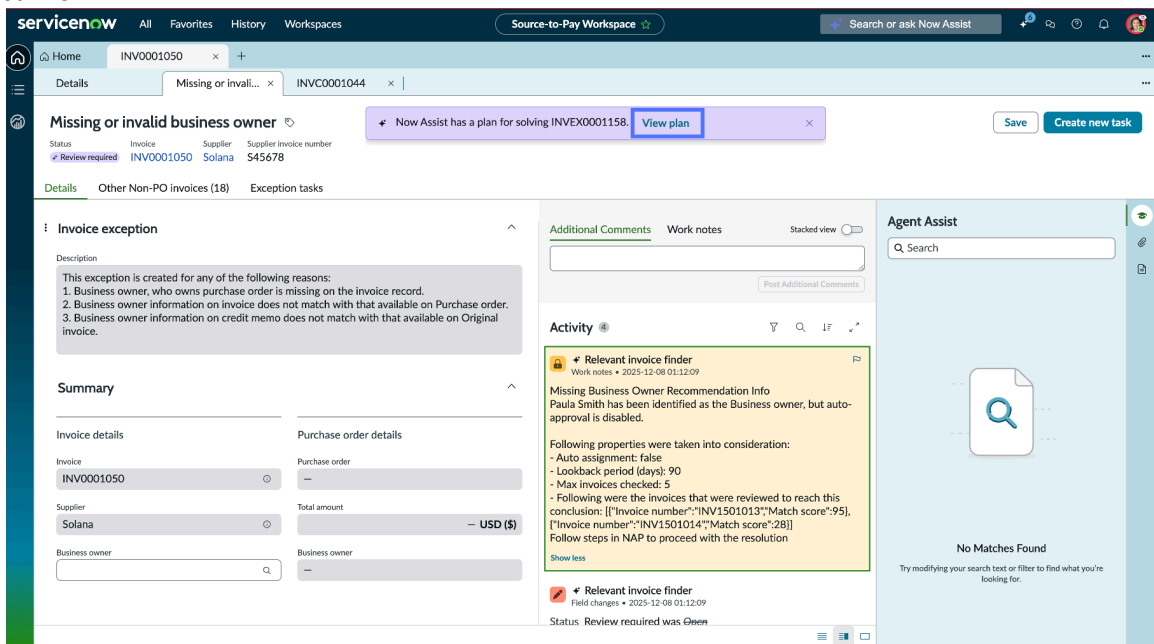 servicenow All Favorites History Workspaces Source-to-Pay Workspace Search or ask Now Assist
Home INV0001050 × +
Details Missing or invali... × INVC0001044 ×
Missing or invalid business owner
Now Assist has a plan for solving INVEX0001158. View plan ×
Save Create new task
Status Invoice Supplier Supplier invoice number
Review required INV0001050 Solana S45678
Details Other Non-PO invoices (18) Exception tasks
Invoice exception
Description
This exception is created for any of the following reasons:
1. Business owner, who owns purchase order is missing on the invoice record.
2. Business owner information on invoice does not match with that available on Purchase order.
3. Business owner information on credit memo does not match with that available on Original
invoice.
Summary
Invoice details Purchase order details
Invoice Purchase order
INV0001050 –
Supplier Total amount
Solana – USD ($)
Business owner Business owner
–
Additional Comments Work notes Stacked view
Post Additional Comments
Activity 4
Relevant invoice finder
Work notes • 2025-12-08 01:12:09
Missing Business Owner Recommendation Info
Paula Smith has been identified as the Business owner, but auto-
approval is disabled.
Following properties were taken into consideration:
- Auto assignment: false
- Lookback period (days): 90
- Max invoices checked: 5
- Following were the invoices that were reviewed to reach this
conclusion: [{"Invoice number":"INV1501013","Match score":95},
{"Invoice number":"INV1501014","Match score":28}]
Follow steps in NAP to proceed with the resolution
Show less
Relevant invoice finder
Field changes • 2025-12-08 01:12:09
Status Review required was Open
Agent Assist
Search
No Matches Found
Try modifying your search text or filter to find what you're
looking for.